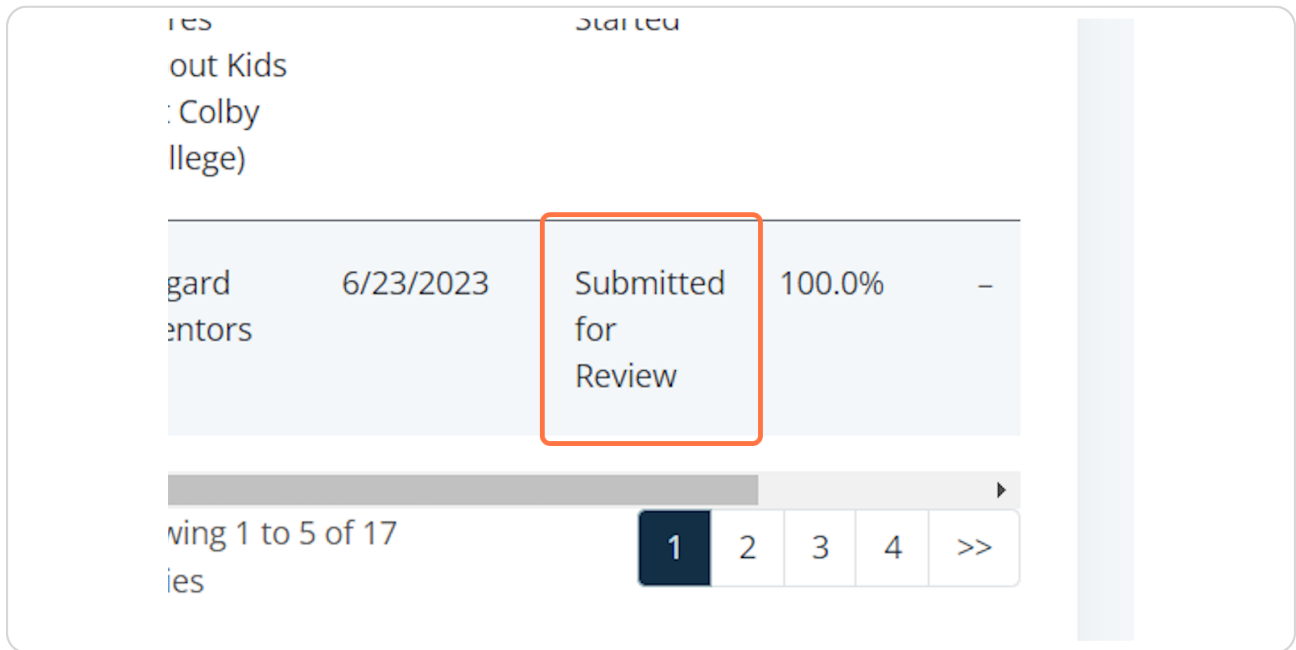 Started
out Kids
: Colby
llege)
gard 6/23/2023 Submitted 100.0% –
entors for
Review
wing 1 to 5 of 17
ies
1 2 3 4 >>